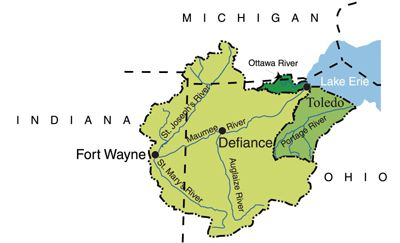 MICHIGAN
Ottawa River
Lake Erie
St. Joseph's River
Toledo
INDIANA
Maumee River
Portage River
Defiance
Fort Wayne
St. Mary's River
Auglaize River
OHIO